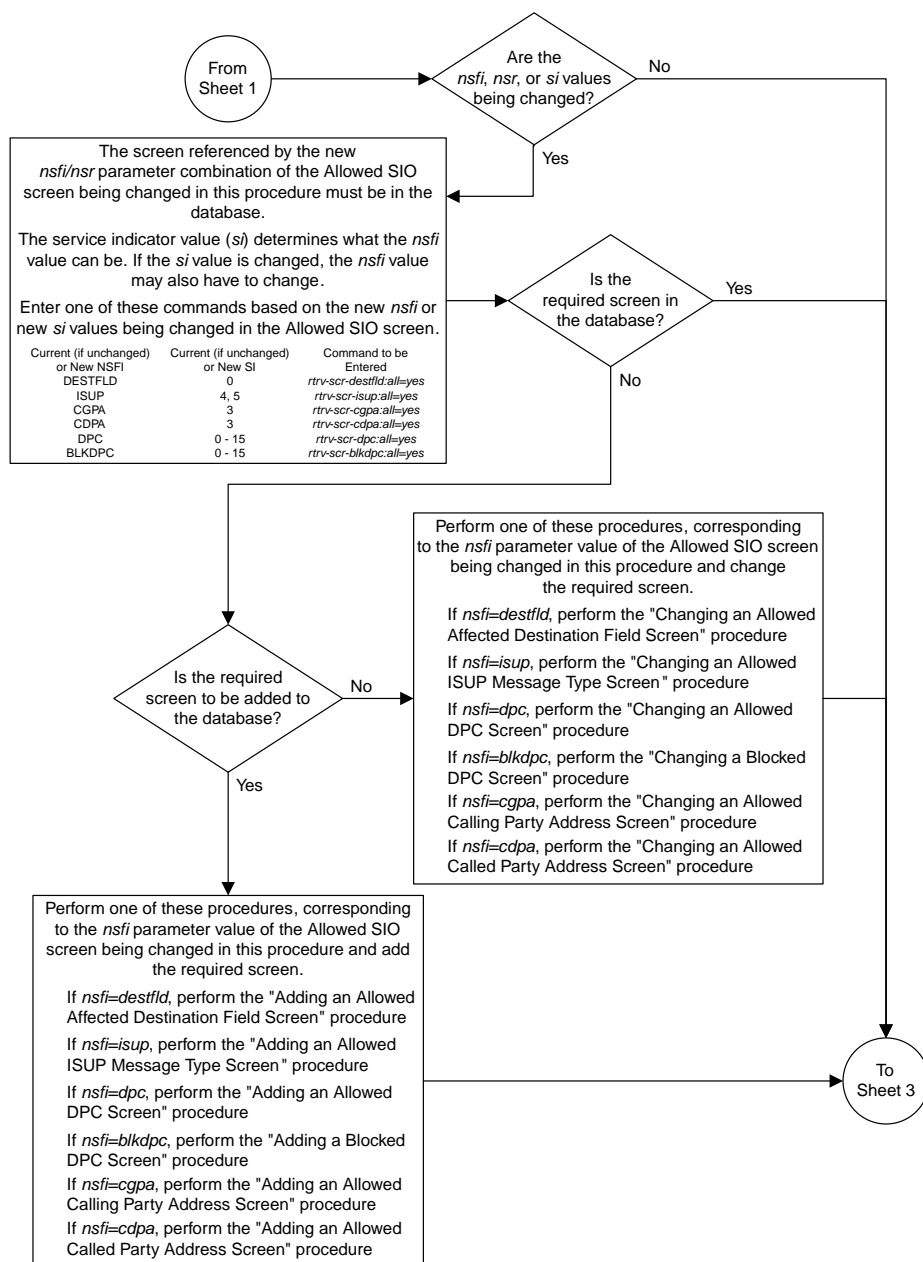 From
Sheet 1
Are the
nsfi, nsr, or si values
being changed?
No
Yes
The screen referenced by the new
nsfi/nsr parameter combination of the Allowed SIO
screen being changed in this procedure must be in the
database.
The service indicator value (si) determines what the nsfi
value can be. If the si value is changed, the nsfi value
may also have to change.
Enter one of these commands based on the new nsfi or
new si values being changed in the Allowed SIO screen.
Current (if unchanged) Current (if unchanged) Command to be
or New NSFI or New SI Entered
DESTFLD 0 rtrv-scr-destfld:all=yes
ISUP 4, 5 rtrv-scr-isup:all=yes
CGPA 3 rtrv-scr-cgpa:all=yes
CDPA 3 rtrv-scr-cdpa:all=yes
DPC 0 - 15 rtrv-scr-dpc:all=yes
BLKDPC 0 - 15 rtrv-scr-blkdpc:all=yes
Is the
required screen in
the database?
Yes
No
Perform one of these procedures, corresponding
to the nsfi parameter value of the Allowed SIO screen
being changed in this procedure and change
the required screen.
If nsfi=destfld, perform the "Changing an Allowed
Affected Destination Field Screen" procedure
If nsfi=isup, perform the "Changing an Allowed
ISUP Message Type Screen" procedure
If nsfi=dpc, perform the "Changing an Allowed
DPC Screen" procedure
If nsfi=blkdpc, perform the "Changing a Blocked
DPC Screen" procedure
If nsfi=cgpa, perform the "Changing an Allowed
Calling Party Address Screen" procedure
If nsfi=cdpa, perform the "Changing an Allowed
Called Party Address Screen" procedure
Is the required
screen to be added to
the database?
No
Yes
Perform one of these procedures, corresponding
to the nsfi parameter value of the Allowed SIO
screen being changed in this procedure and add
the required screen.
If nsfi=destfld, perform the "Adding an Allowed
Affected Destination Field Screen" procedure
If nsfi=isup, perform the "Adding an Allowed
ISUP Message Type Screen" procedure
If nsfi=dpc, perform the "Adding an Allowed
DPC Screen" procedure
If nsfi=blkdpc, perform the "Adding a Blocked
DPC Screen" procedure
If nsfi=cgpa, perform the "Adding an Allowed
Calling Party Address Screen" procedure
If nsfi=cdpa, perform the "Adding an Allowed
Called Party Address Screen" procedure
To
Sheet 3